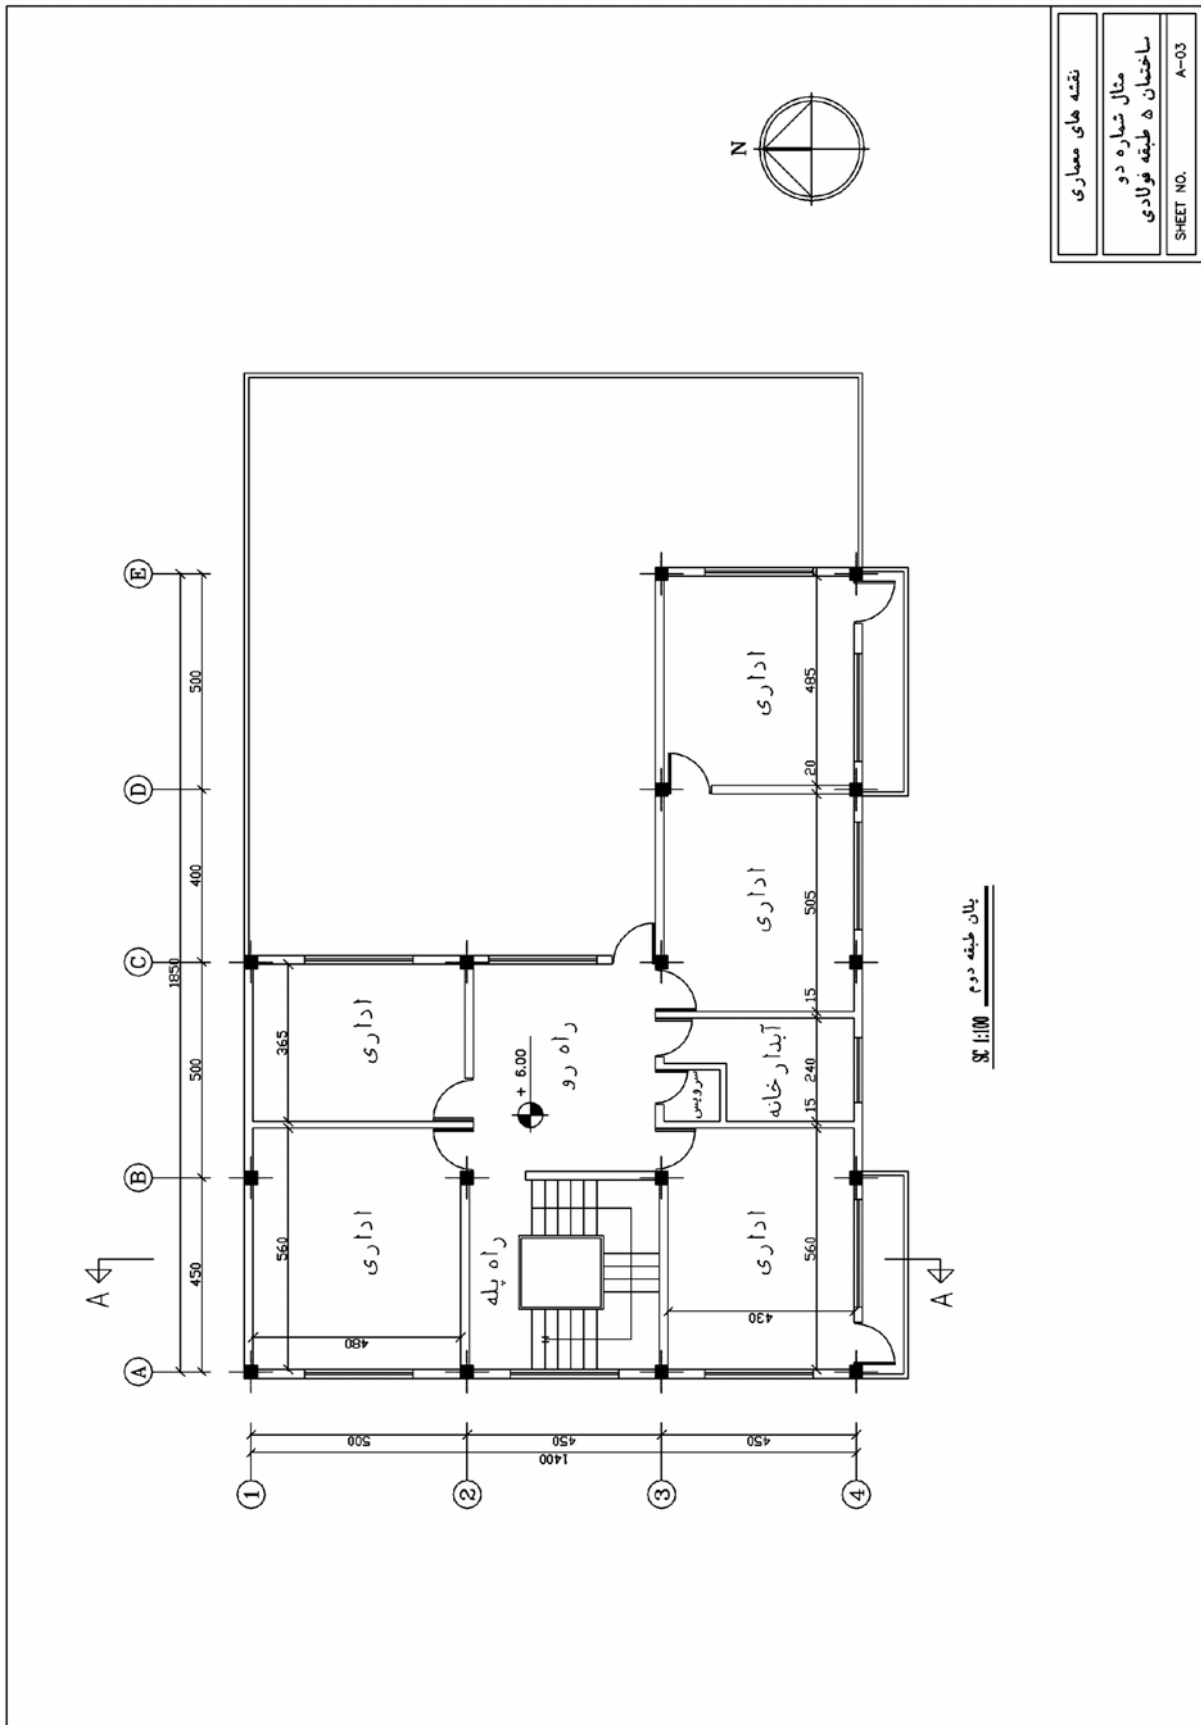 نقشه های معماری
مثال شماره دو
ساختمان ۵ طبقه فولادی
SHEET NO. A-03
N
A B C D E
1850
450 500 400 500
A
اداری
560
480
اداری
365
راه پله
راه رو
+ 6.00
اداری
560
430
سرویس
آبدار خانه
15 240 15
اداری
505
20
اداری
485
A
1 2 3 4
500 450 450
1400
پلان طبقه دوم
SC 1:100